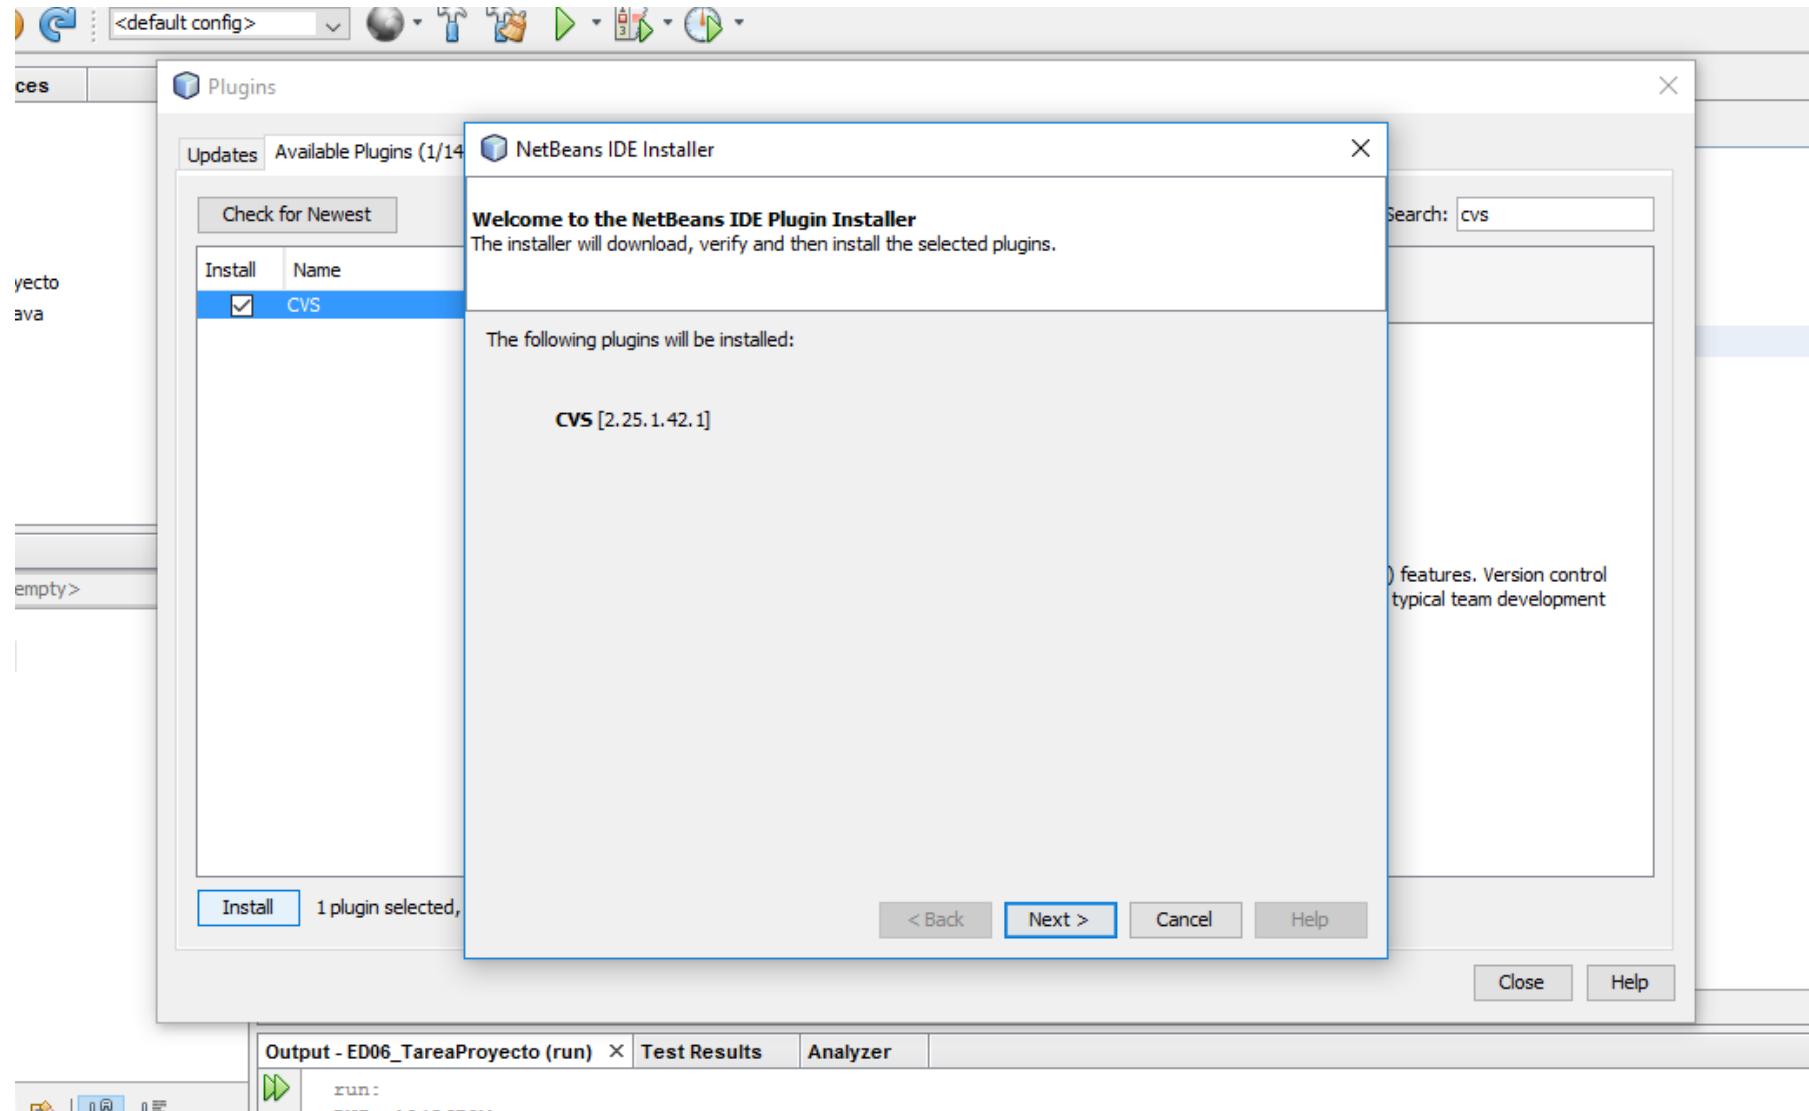 <default config>
ces
Plugins
Updates
Available Plugins (1/14
NetBeans IDE Installer
Check for Newest
Search: cvs
Welcome to the NetBeans IDE Plugin Installer
The installer will download, verify and then install the selected plugins.
Install Name
yecto
CVS
ava
The following plugins will be installed:
CVS [2.25.1.42.1]
) features. Version control
empty>
typical team development
Install
1 plugin selected,
< Back
Next >
Cancel
Help
Close
Help
Output - ED06_TareaProyecto (run) Test Results Analyzer
run: